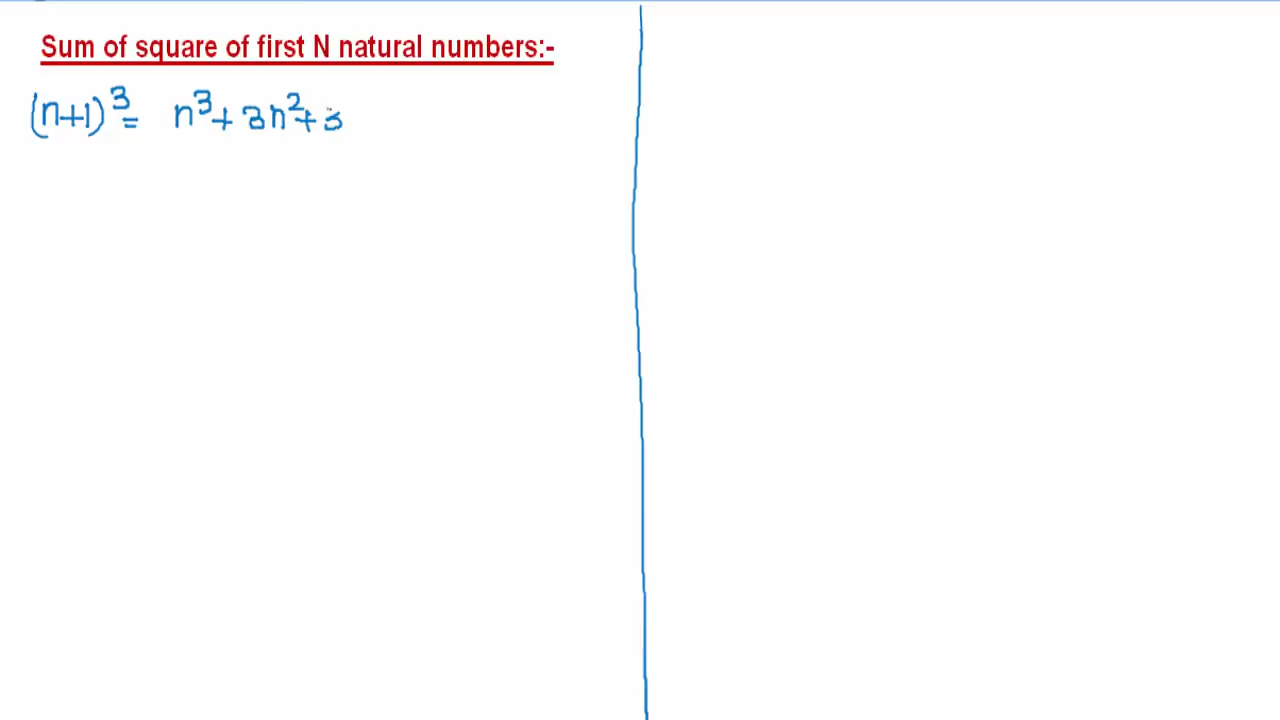 Sum of square of first N natural numbers:-
(n+1)³ = n³ + 3n² + 3